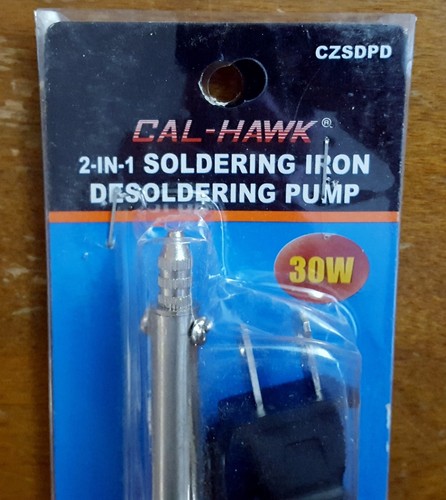 CZSDPD
CAL-HAWK®
2-IN-1 SOLDERING IRON
DESOLDERING PUMP
30W